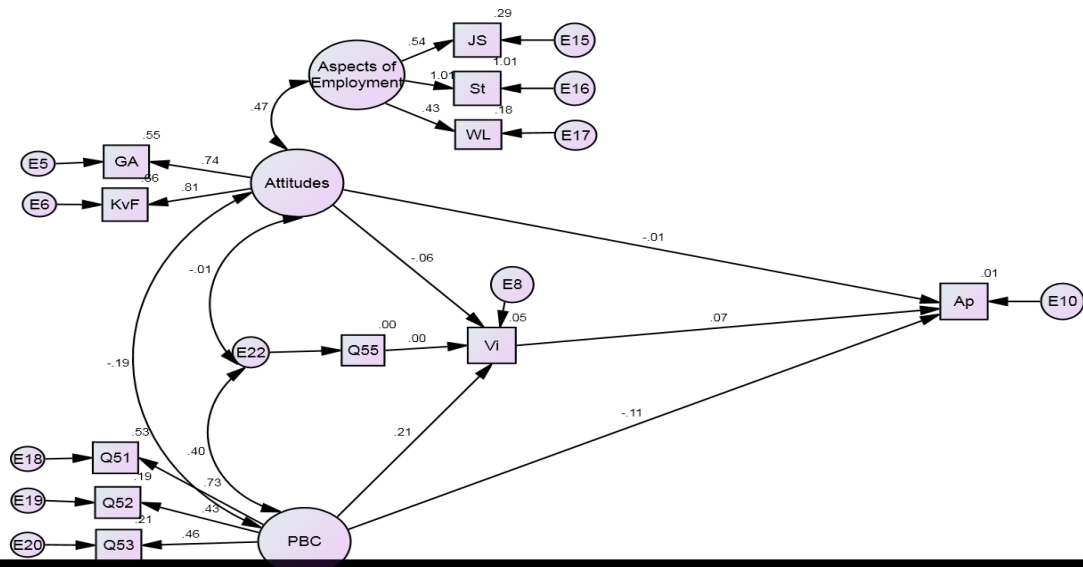 .29
.54
JS
E15
Aspects of
Employment
1.01
1.01
St
E16
.47
.43
.18
WL
E17
.55
E5
GA
.74
.66
Attitudes
E6
KvF
.81
-.01
-.01
-.06
E8
.01
Ap
E10
.00
.05
.07
E22
Q55
.00
Vi
-.19
-.11
.53
.40
.21
E18
Q51
.19
.73
E19
Q52
.43
.21
E20
Q53
.46
PBC